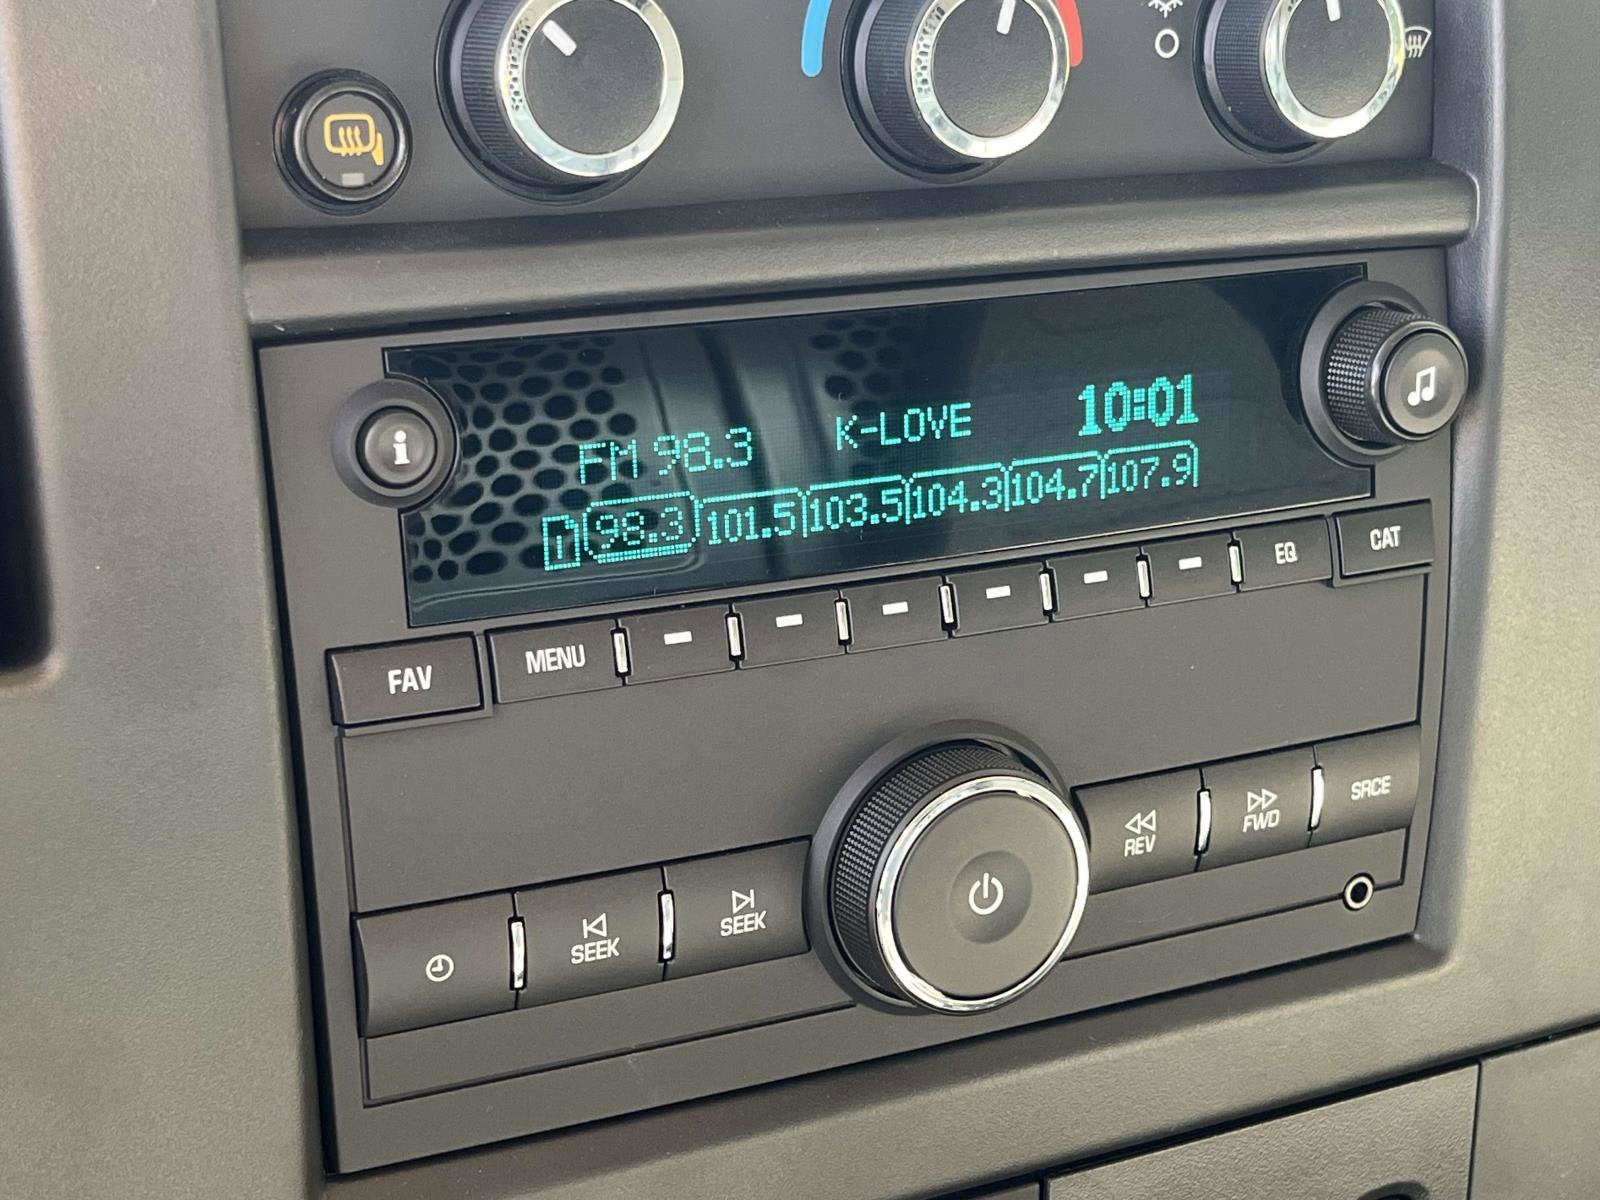 FM 98.3 K-LOVE 10:01
1 98.3 101.5 103.5 104.3 104.7 107.9
i
FAV MENU EQ CAT
SEEK SEEK REV FWD SRCE